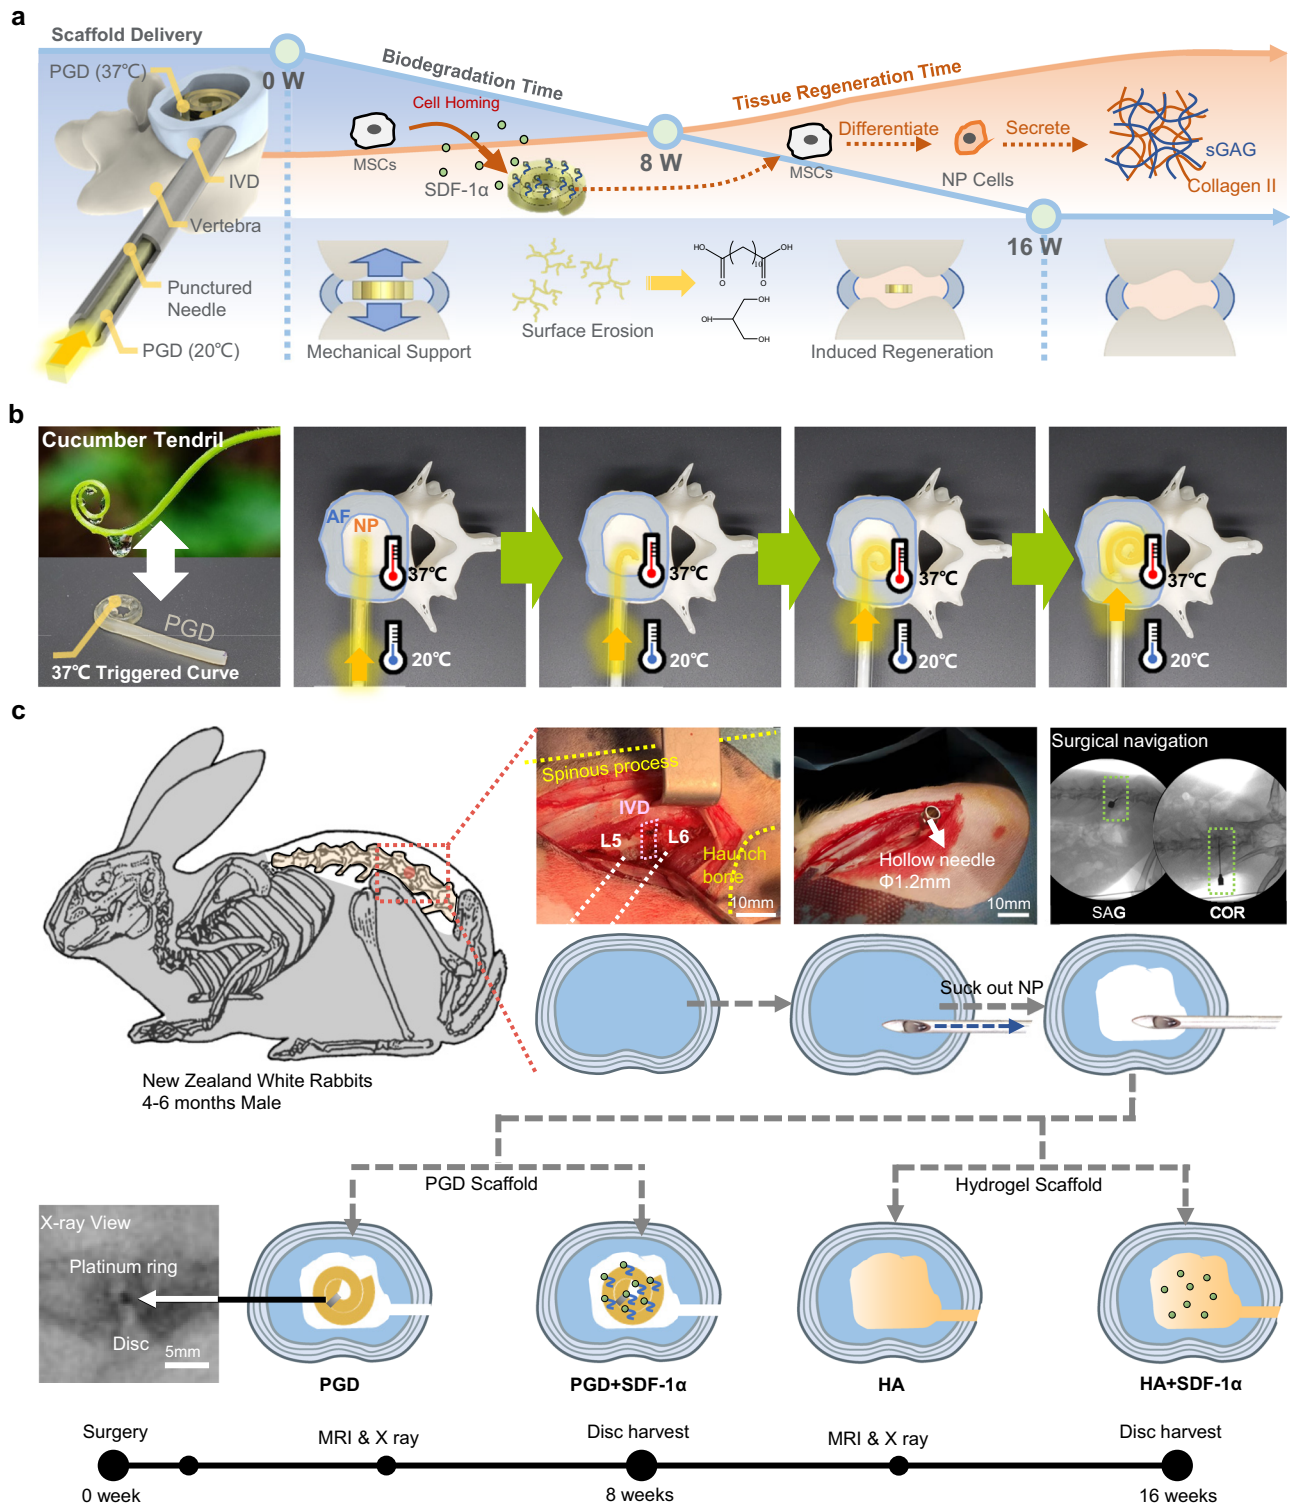 a
Scaffold Delivery
PGD (37℃)
0 W
Biodegradation Time
Cell Homing
MSCs
SDF-1α
8 W
Tissue Regeneration Time
MSCs
Differentiate
NP Cells
Secrete
sGAG
Collagen II
IVD
Vertebra
Punctured
Needle
PGD (20℃)
16 W
Mechanical Support
Surface Erosion
HO
OH
10
O
O
OH
OH
OH
Induced Regeneration
b
Cucumber Tendril
PGD
37℃ Triggered Curve
AF
NP
37℃
20℃
37℃
20℃
37℃
20℃
37℃
20℃
c
New Zealand White Rabbits
4-6 months Male
Spinous process
IVD
L5
L6
Haunch
bone
10mm
Hollow needle
Φ1.2mm
10mm
Surgical navigation
SAG
COR
Suck out NP
PGD Scaffold
Hydrogel Scaffold
X-ray View
Platinum ring
Disc
5mm
PGD
PGD+SDF-1α
HA
HA+SDF-1α
Surgery
MRI & X ray
Disc harvest
MRI & X ray
Disc harvest
0 week
8 weeks
16 weeks